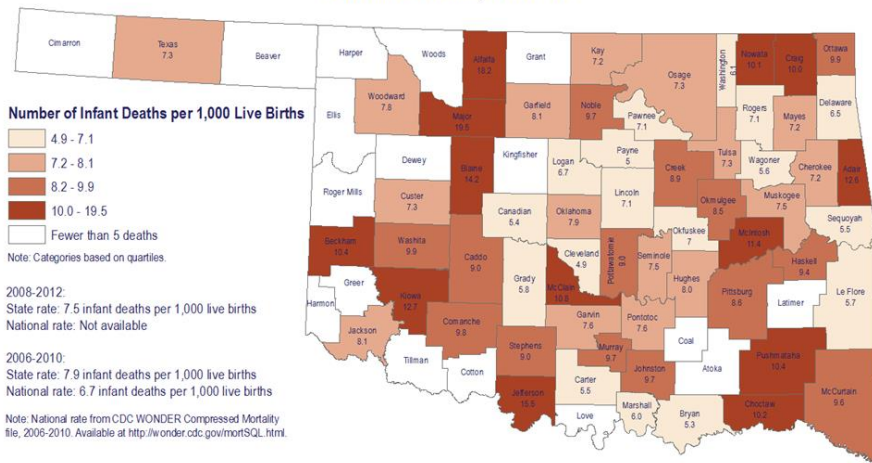 Cimarron
Texas
7.3
Beaver
Harper
Woods
Alfalfa
16.2
Grant
Kay
7.2
Osage
7.3
Washington
6.1
Nowata
10.1
Craig
10.0
Ottawa
9.9
Ellis
Woodward
7.8
Major
19.5
Garfield
8.1
Noble
9.7
Pawnee
7.1
Rogers
7.1
Mayes
7.2
Delaware
6.5
Number of Infant Deaths per 1,000 Live Births
4.9 - 7.1
7.2 - 8.1
8.2 - 9.9
10.0 - 19.5
Fewer than 5 deaths
Note: Categories based on quartiles.
Roger Mills
Dewey
Blaine
14.2
Kingfisher
Logan
6.7
Payne
5
Creek
8.9
Tulsa
7.3
Wagoner
5.6
Cherokee
7.2
Adair
12.6
Custer
7.3
Canadian
5.4
Oklahoma
7.9
Lincoln
7.1
Okmulgee
8.5
Muskogee
7.5
Sequoyah
5.5
Beckham
10.4
Washita
9.9
Caddo
9.0
Grady
5.8
Cleveland
4.9
Pottawatomie
9.0
Seminole
7.5
Okfuskee
7
McIntosh
11.4
Haskell
9.4
Le Flore
5.7
2008-2012:
State rate: 7.5 infant deaths per 1,000 live births
National rate: Not available
2006-2010:
State rate: 7.9 infant deaths per 1,000 live births
National rate: 6.7 infant deaths per 1,000 live births
Note: National rate from CDC WONDER Compressed Mortality
file, 2006-2010. Available at http://wonder.cdc.gov/mortSQL.html.
Harmon
Greer
Kiowa
12.7
Jackson
8.1
Comanche
9.8
Tillman
Cotton
McClain
10.8
Garvin
7.6
Stephens
9.0
Jefferson
15.5
Murray
9.7
Carter
5.5
Love
Hughes
8.0
Pontotoc
7.6
Johnston
9.7
Marshall
6.0
Pittsburg
8.6
Coal
Atoka
Bryan
5.3
Latimer
Pushmataha
10.4
Choctaw
10.2
McCurtain
9.6